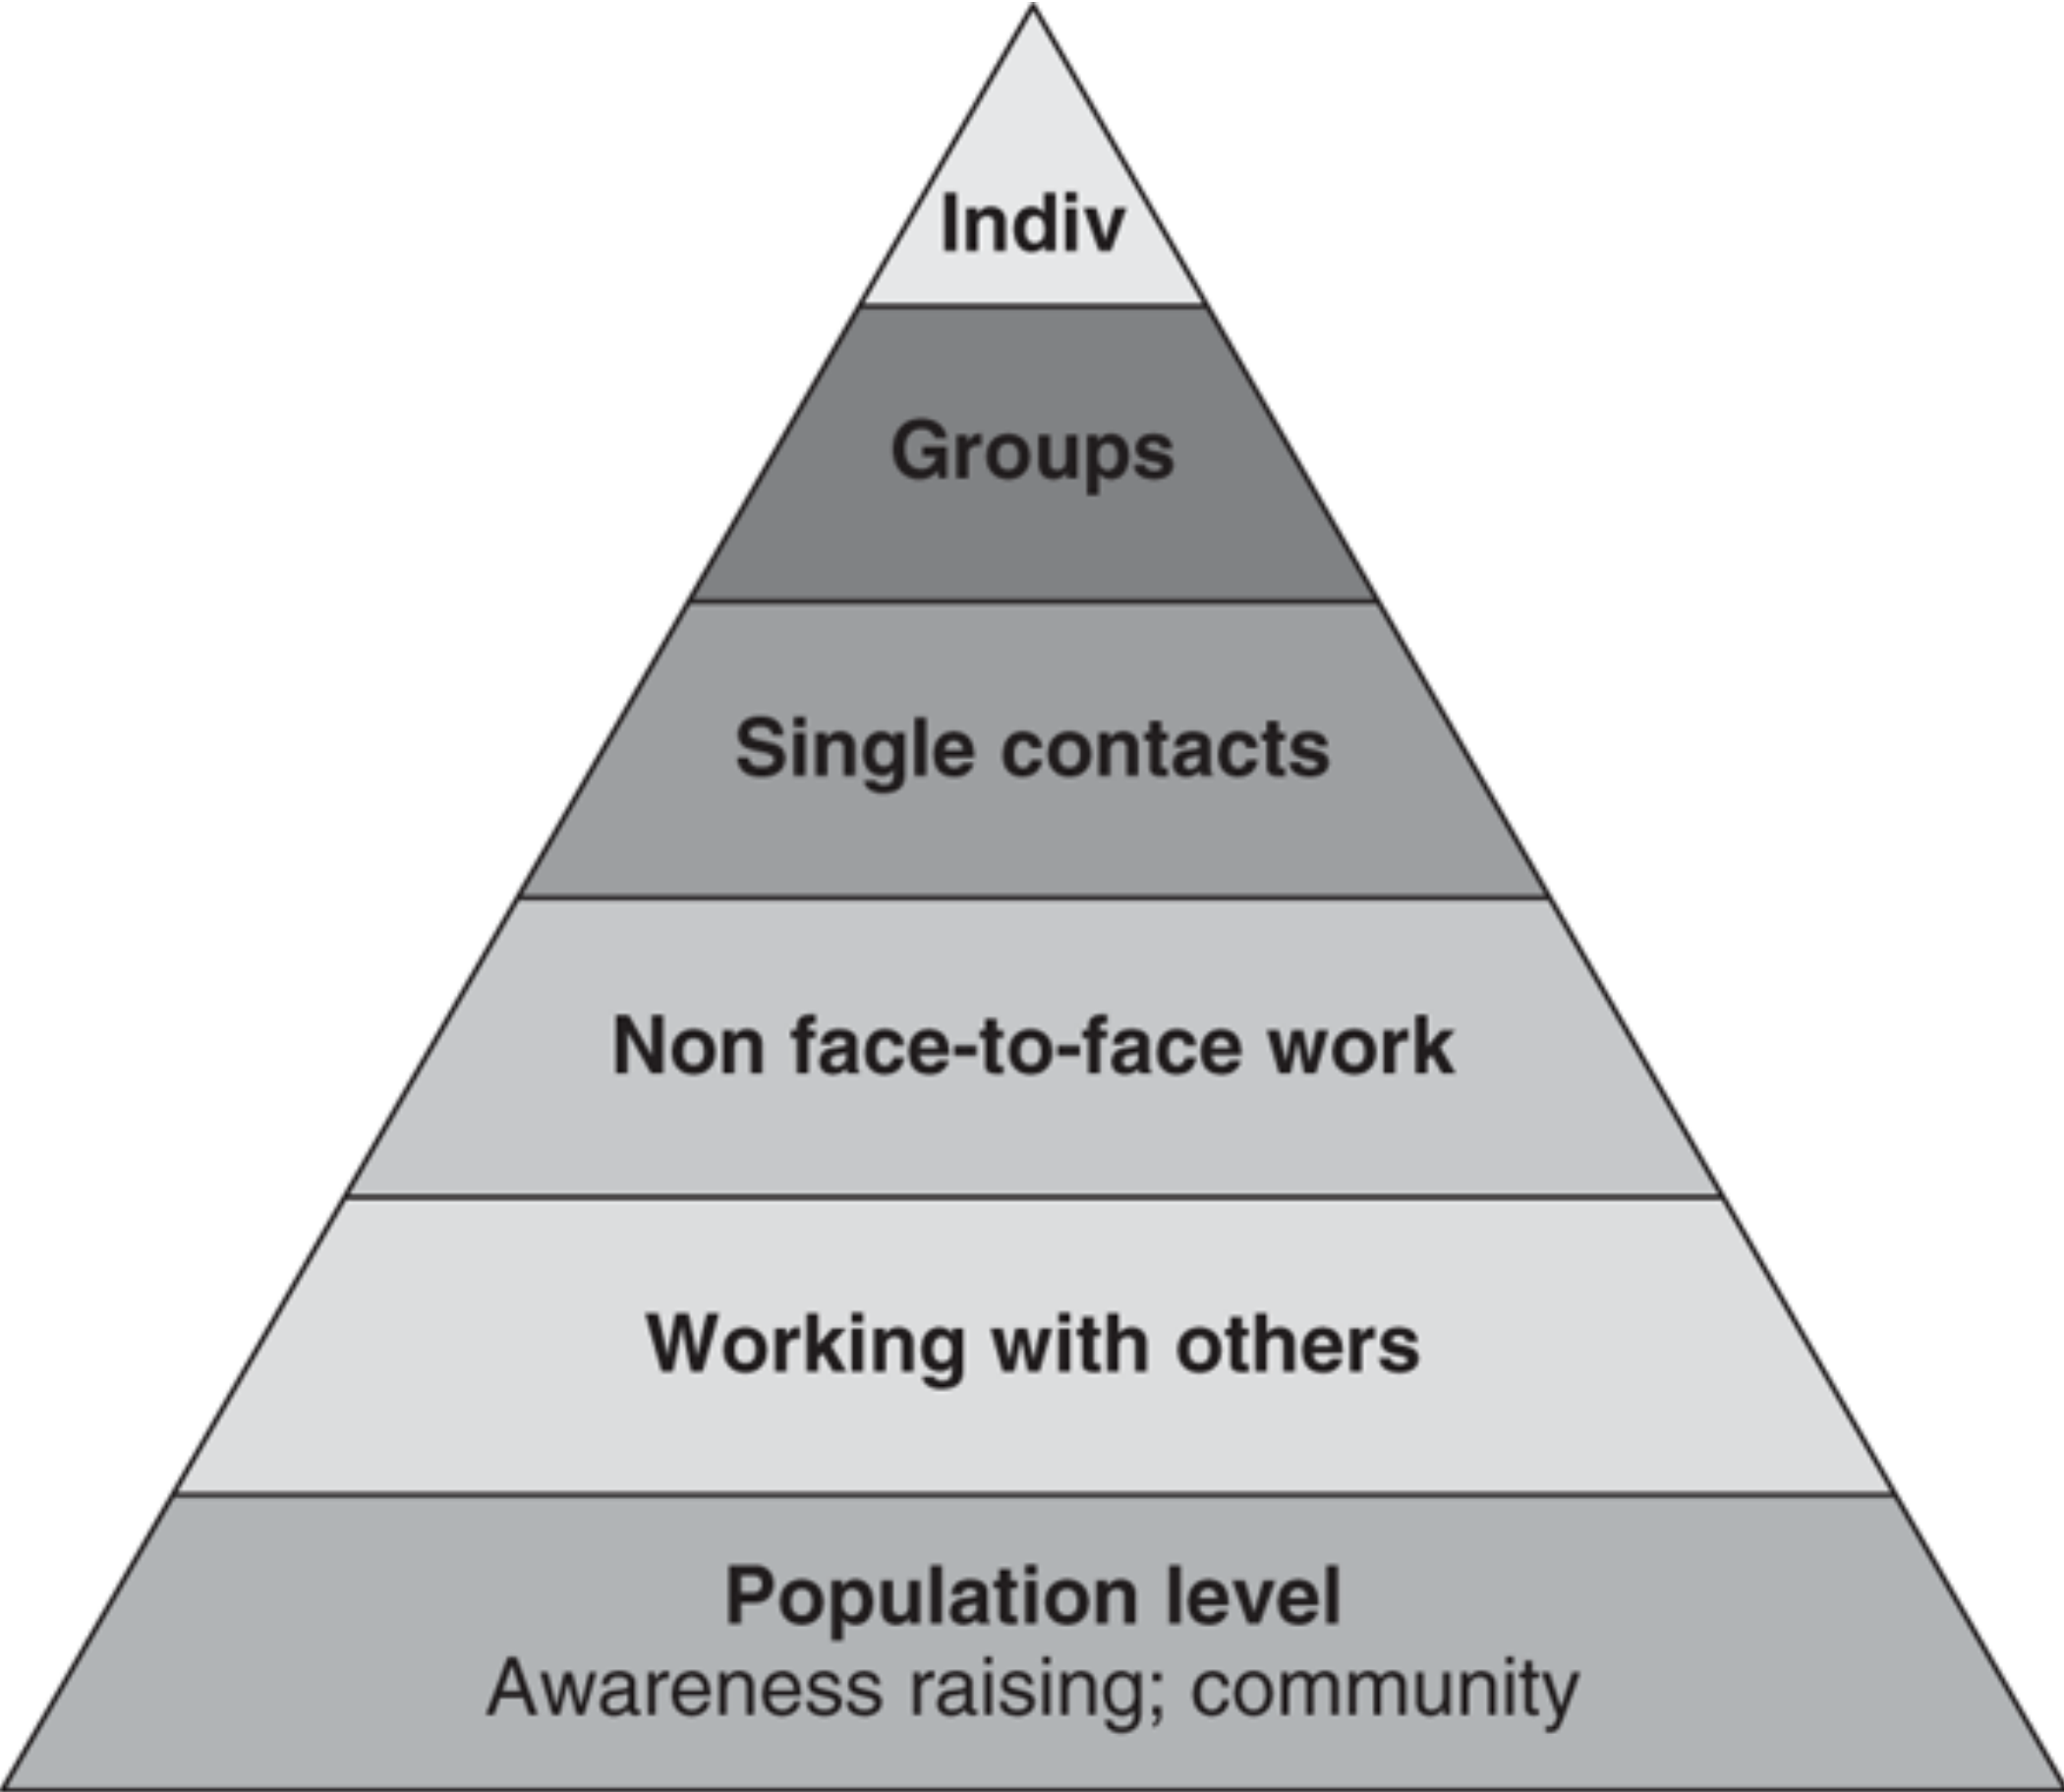 Indiv
Groups
Single contacts
Non face-to-face work
Working with others
Population level
Awareness raising; community